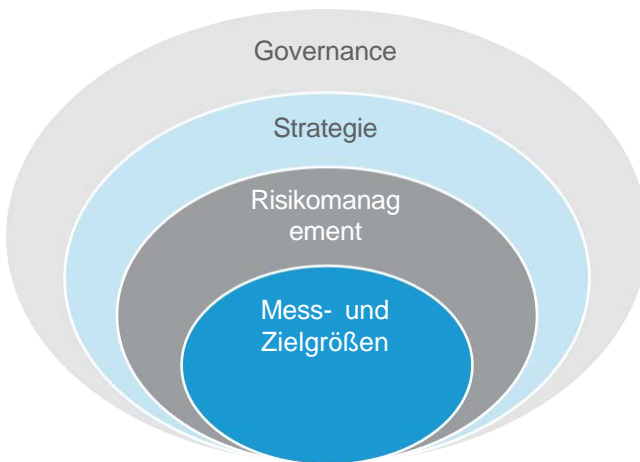 Governance
Strategie
Risikomanag
ement
Mess- und
Zielgrößen